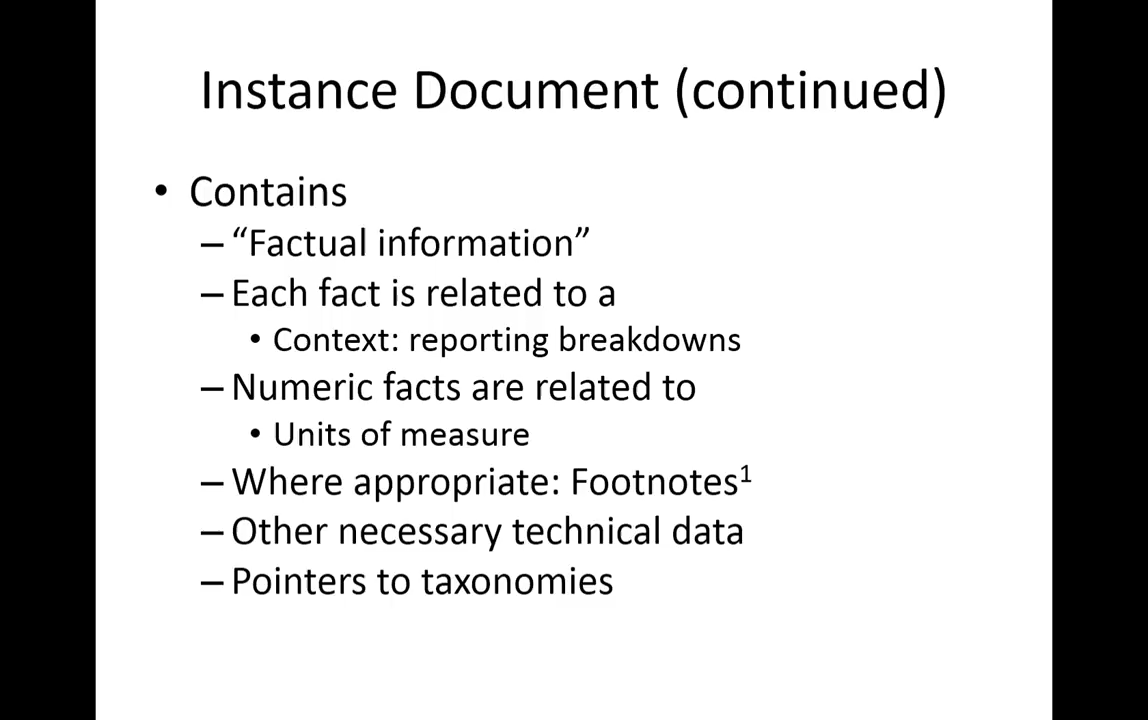 Instance Document (continued)
• Contains
– “Factual information”
– Each fact is related to a
• Context: reporting breakdowns
– Numeric facts are related to
• Units of measure
– Where appropriate: Footnotes¹
– Other necessary technical data
– Pointers to taxonomies